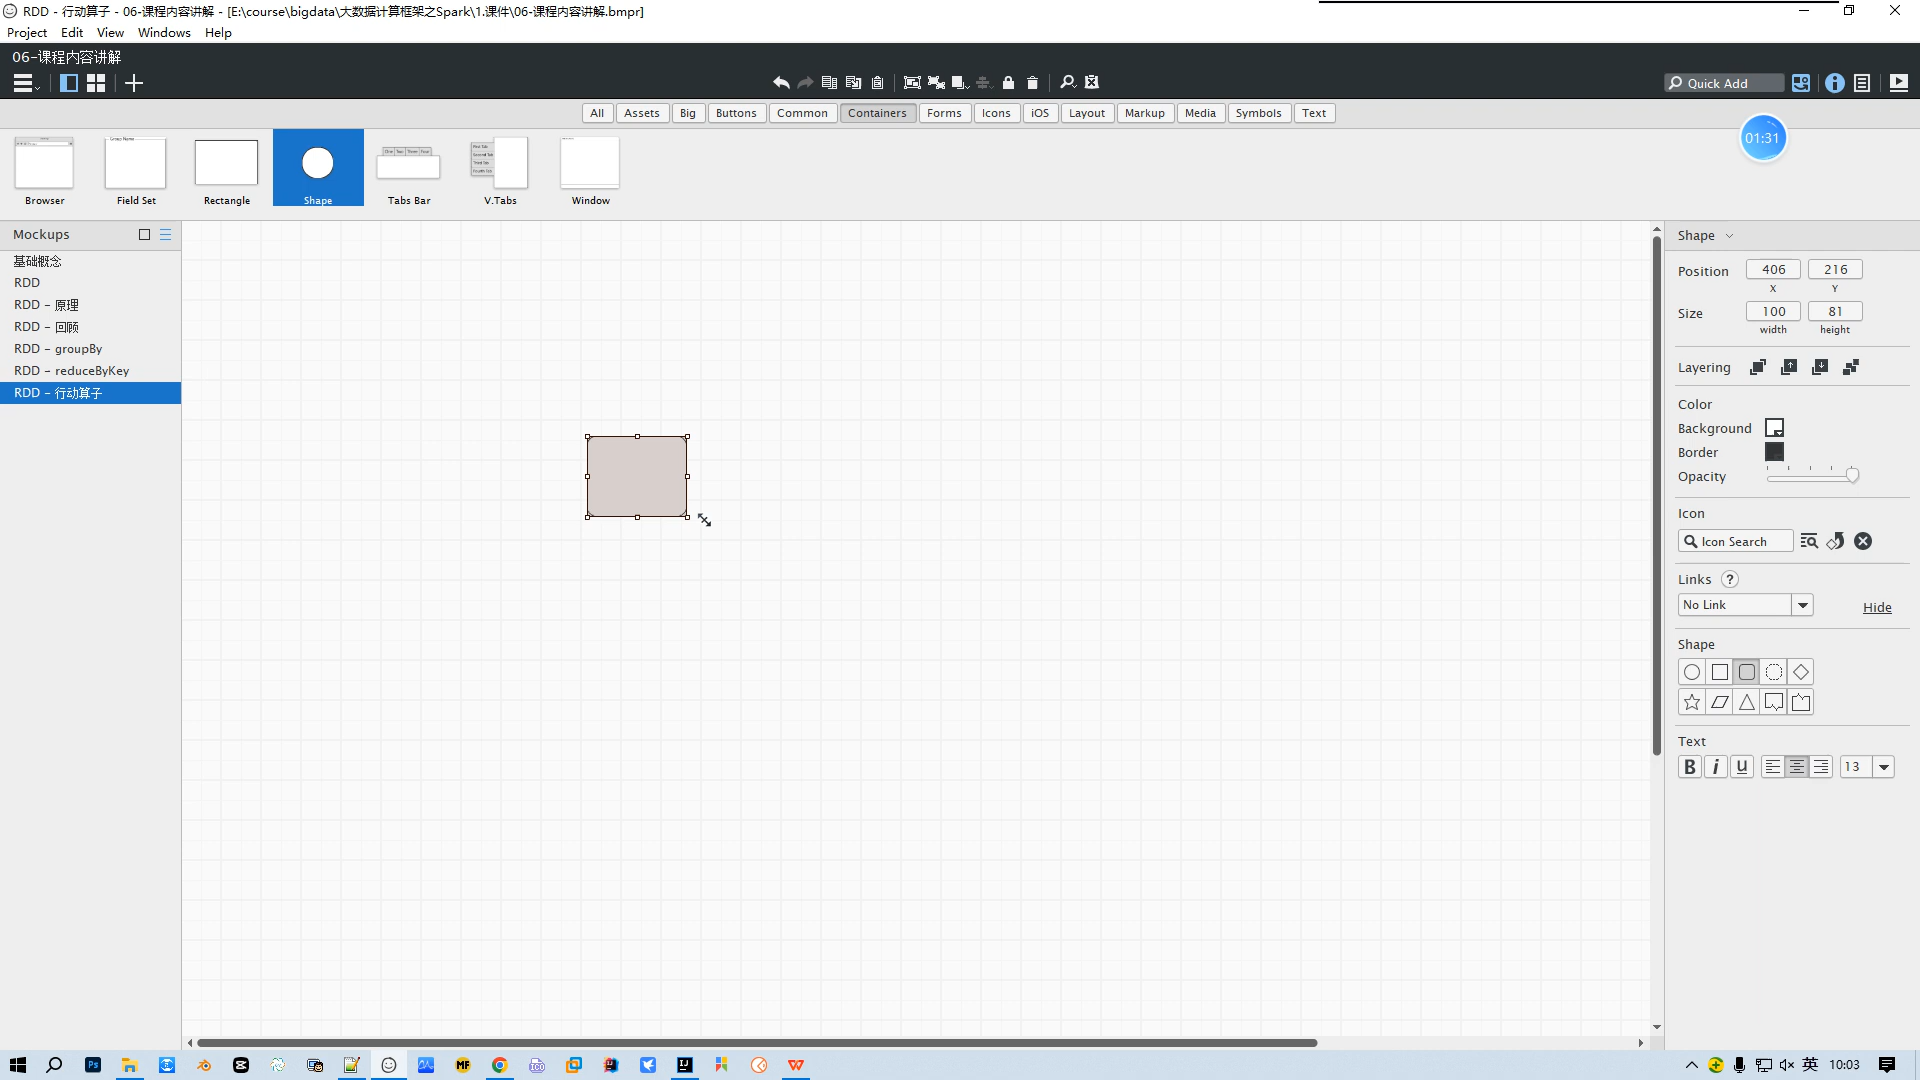 RDD - 行动算子 - 06-课程内容讲解 - [E:\course\bigdata\大数据计算框架之Spark\1.课件\06-课程内容讲解.bmpr]
Project Edit View Windows Help
06-课程内容讲解
Quick Add
All Assets Big Buttons Common Containers Forms Icons iOS Layout Markup Media Symbols Text
01:31
Browser Field Set Rectangle Shape Tabs Bar V.Tabs Window
Mockups
基础概念
RDD
RDD - 原理
RDD - 回顾
RDD - groupBy
RDD - reduceByKey
RDD - 行动算子
Shape
Position 406 216
X Y
Size 100 81
width height
Layering
Color
Background
Border
Opacity
Icon
Icon Search
Links ?
No Link Hide
Shape
Text
B i U 13
英 10:03